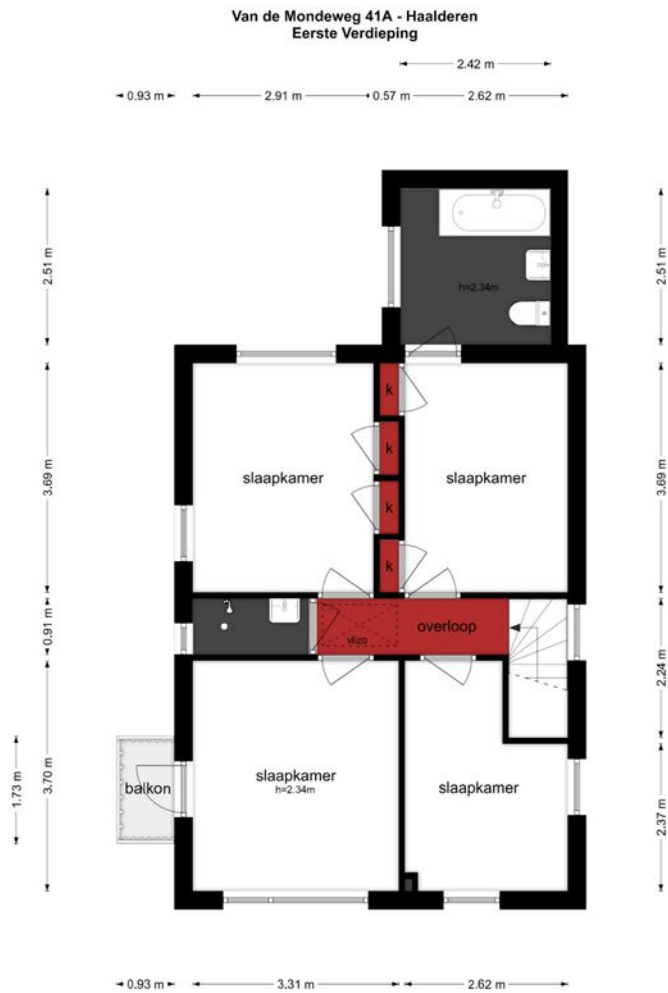 Van de Mondeweg 41A - Haalderen
Eerste Verdieping
2.42 m
0.93 m
2.91 m
0.57 m
2.62 m
2.51 m
2.51 m
h=2.34m
k
k
k
k
3.69 m
slaapkamer
slaapkamer
3.69 m
0.91 m
vlizo
overloop
2.24 m
3.70 m
1.73 m
balkon
slaapkamer
h=2.34m
slaapkamer
2.37 m
0.93 m
3.31 m
2.62 m